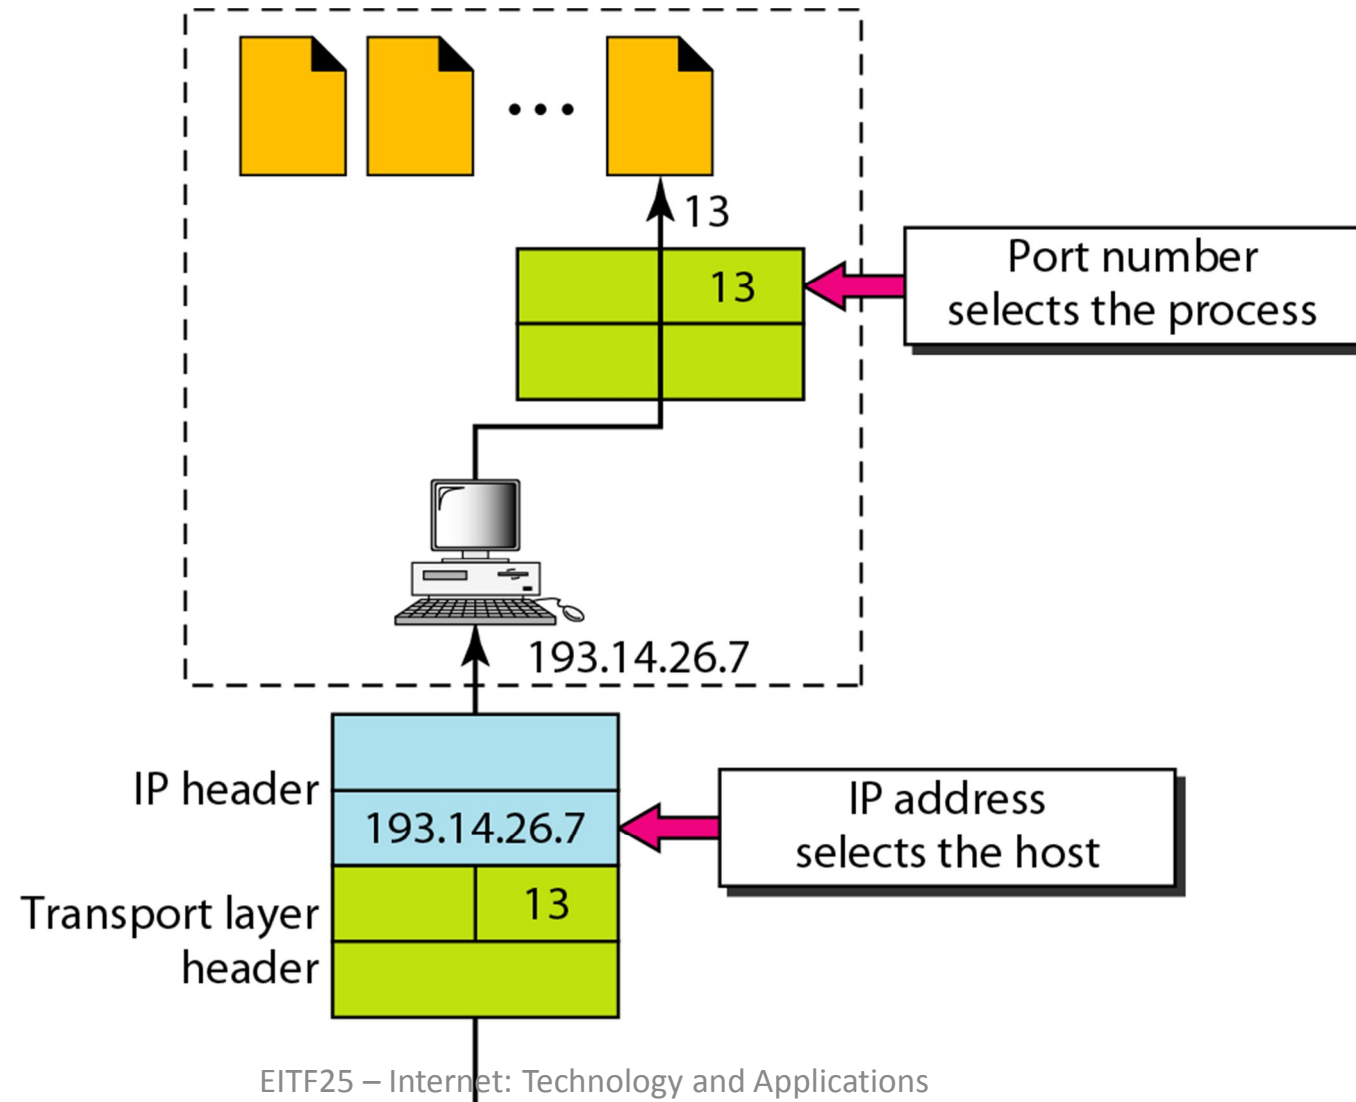 13
13
Port number
selects the process
193.14.26.7
IP header
193.14.26.7
IP address
selects the host
Transport layer
header
13
EITF25 – Internet: Technology and Applications